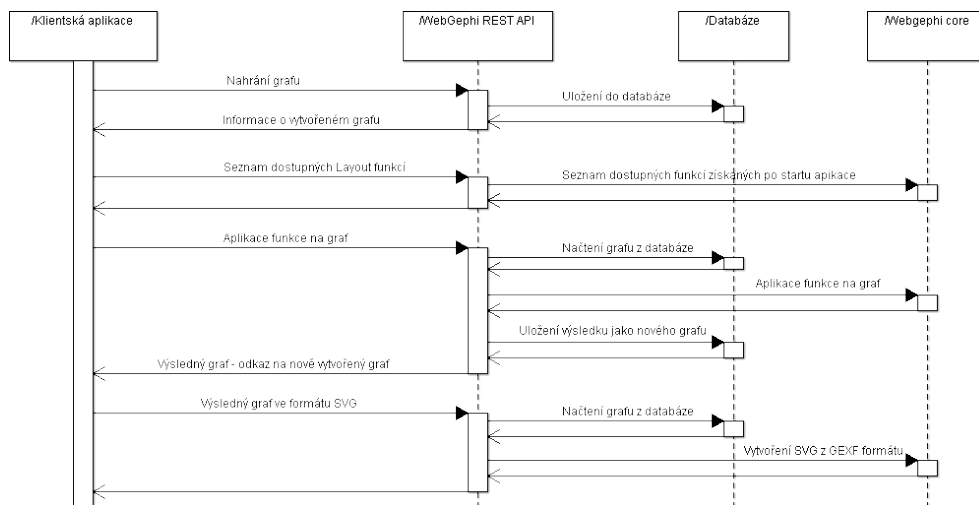 /Klientská aplikace
/WebGephi REST API
/Databáze
/Webgephi core
Nahrání grafu
Uložení do databáze
Informace o vytvořeném grafu
Seznam dostupných Layout funkcí
Seznam dostupných funkcí získaných po startu apikace
Aplikace funkce na graf
Načtení grafu z databáze
Aplikace funkce na graf
Uložení výsledku jako nového grafu
Výsledný graf - odkaz na nově vytvořený graf
Výsledný graf ve formátu SVG
Načtení grafu z databáze
Vytvoření SVG z GEXF formátu